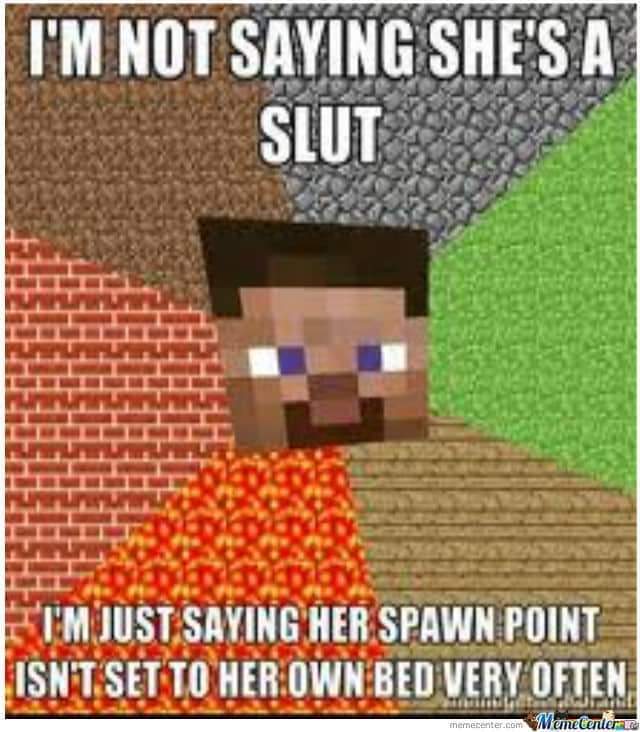 I'M NOT SAYING SHE'S A
SLUT
I'M JUST SAYING HER SPAWN POINT
ISN'T SET TO HER OWN BED VERY OFTEN
memecenter.com MemeCenter